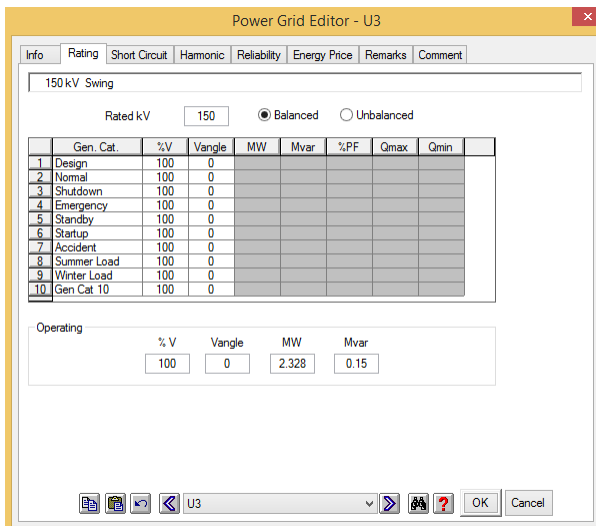 Power Grid Editor - U3
Info Rating Short Circuit Harmonic Reliability Energy Price Remarks Comment
150 kV Swing
Rated kV 150 Balanced Unbalanced
Gen. Cat. %V Vangle MW Mvar %PF Qmax Qmin
1 Design 100 0
2 Normal 100 0
3 Shutdown 100 0
4 Emergency 100 0
5 Standby 100 0
6 Startup 100 0
7 Accident 100 0
8 Summer Load 100 0
9 Winter Load 100 0
10 Gen Cat 10 100 0
Operating
% V Vangle MW Mvar
100 0 2.328 0.15
U3 ? OK Cancel